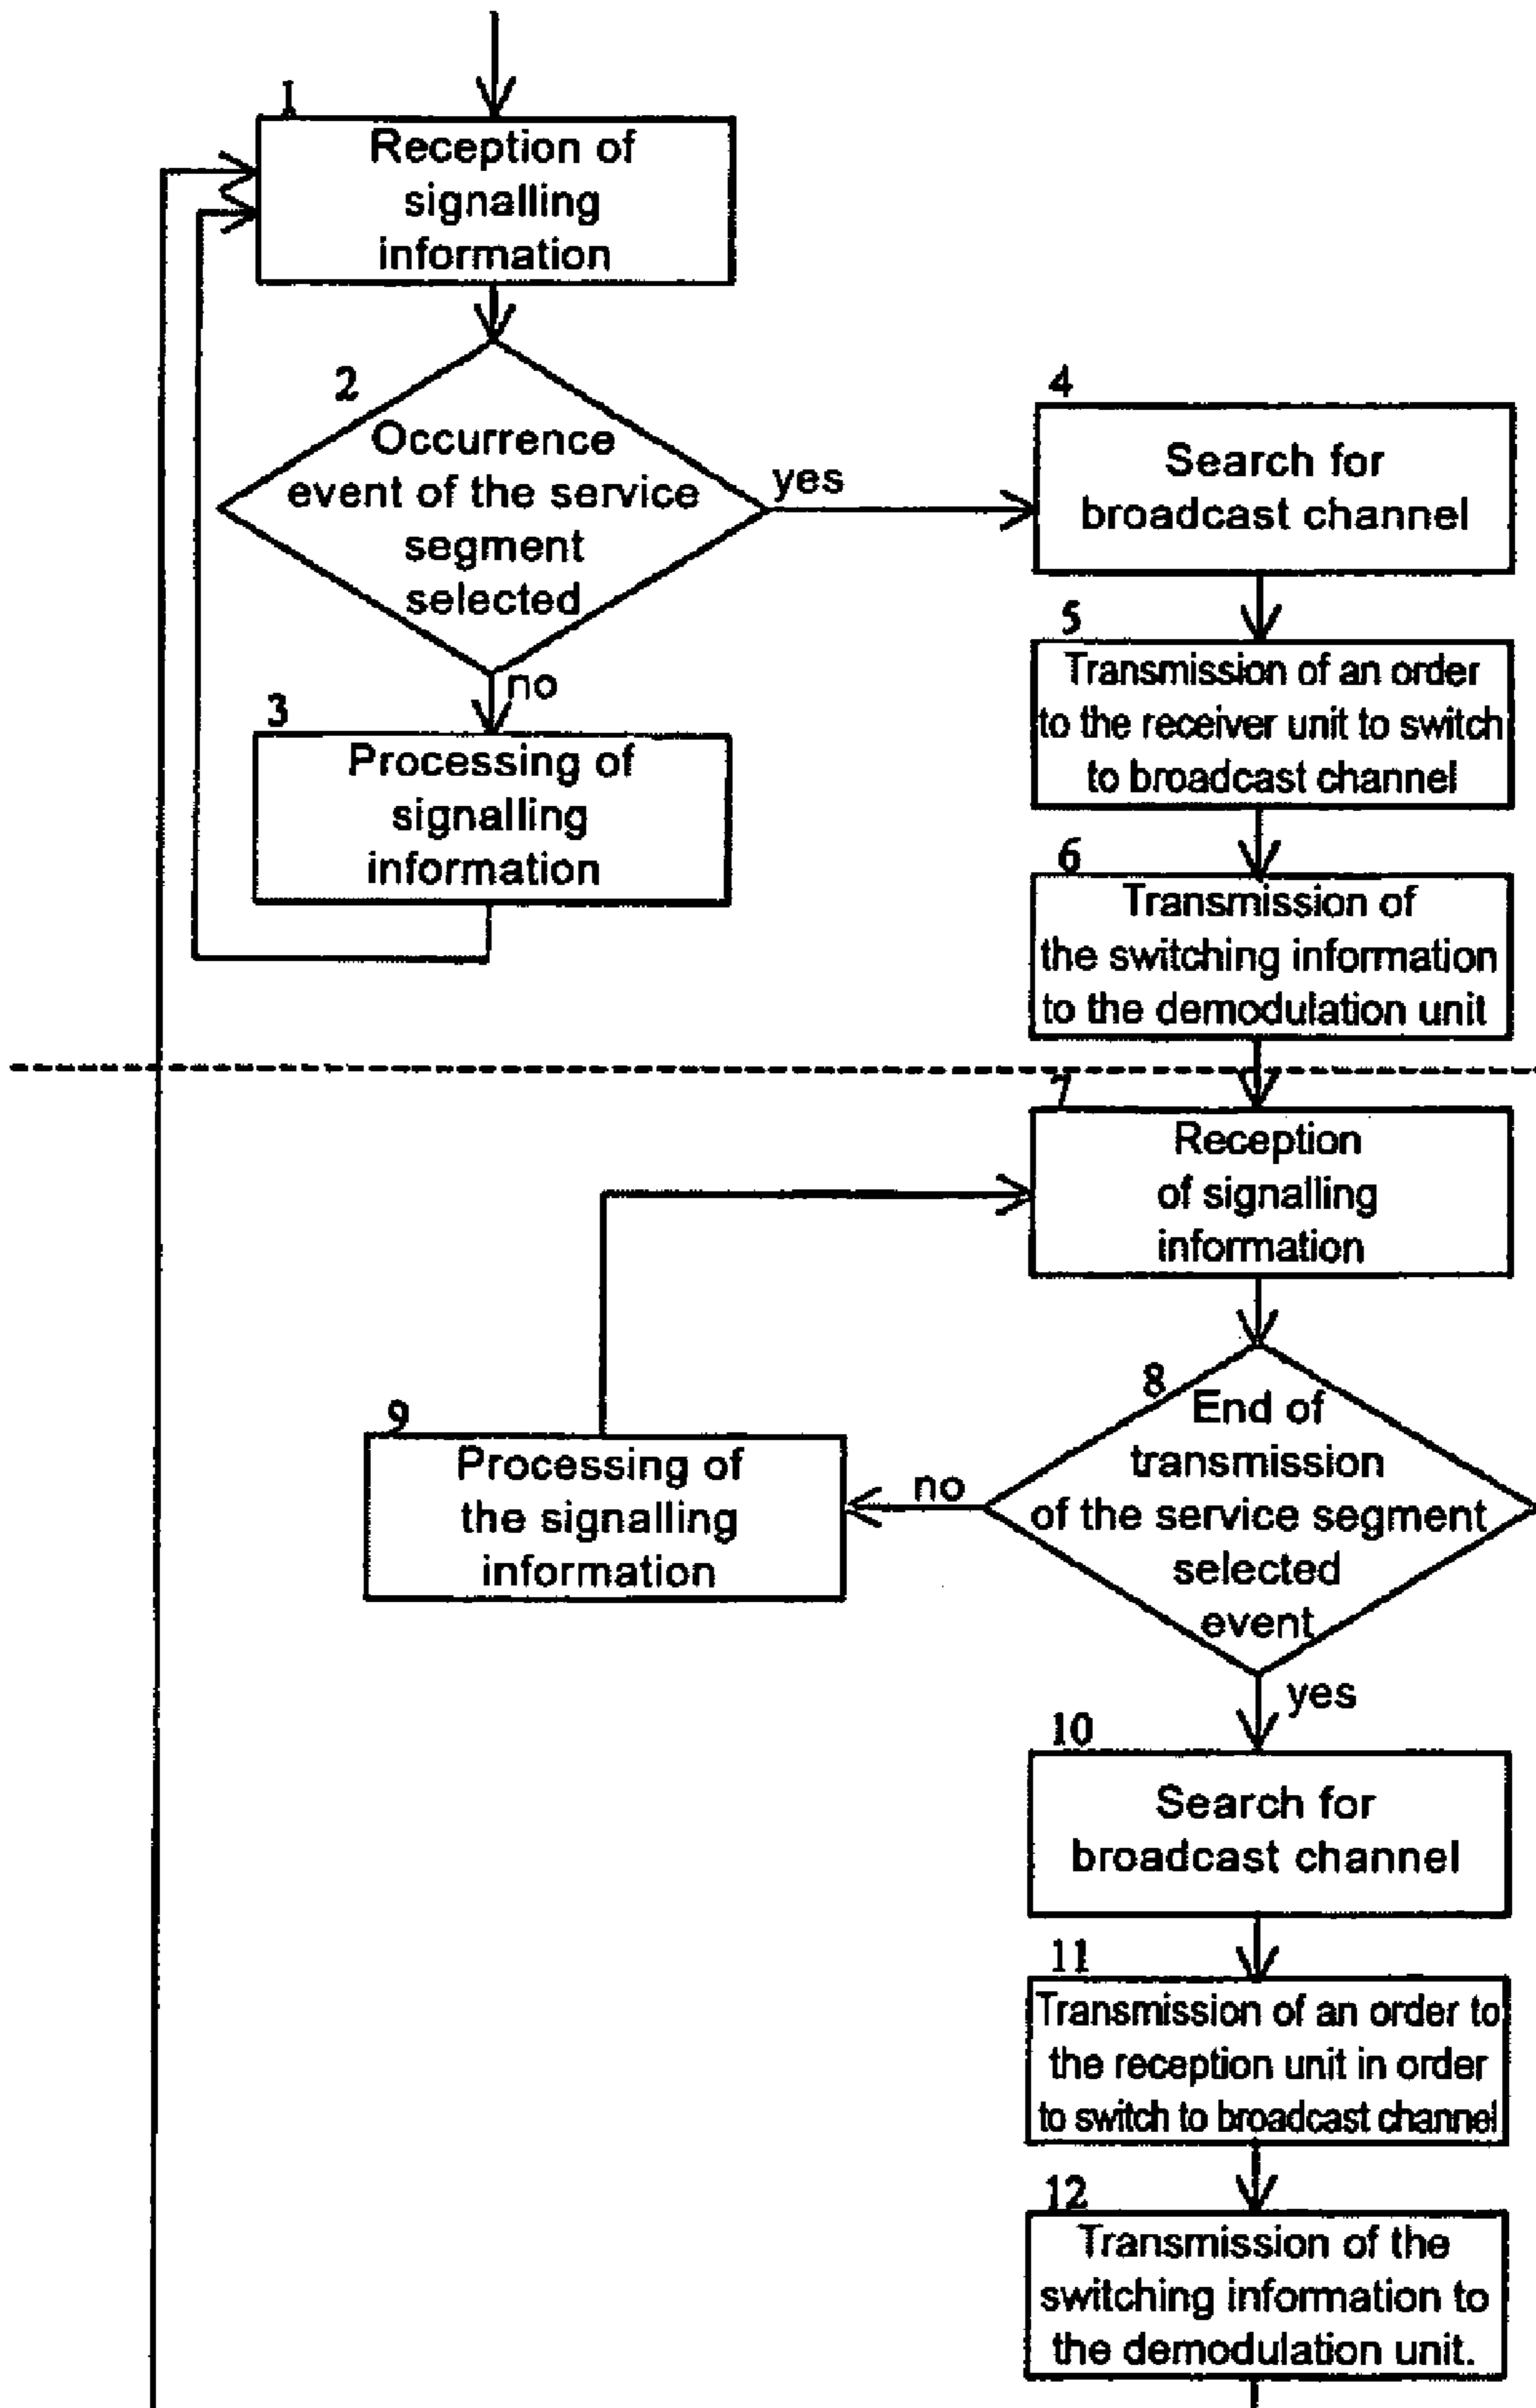 1
Reception of
signalling
information
2
Occurrence
event of the service
segment
selected
yes
no
3
Processing of
signalling
information
4
Search for
broadcast channel
5
Transmission of an order
to the receiver unit to switch
to broadcast channel
6
Transmission of
the switching information
to the demodulation unit
7
Reception
of signalling
information
8
End of
transmission
of the service segment
selected
event
no
9
Processing of
the signalling
information
yes
10
Search for
broadcast channel
11
Transmission of an order to
the reception unit in order
to switch to broadcast channel
12
Transmission of the
switching information to
the demodulation unit.